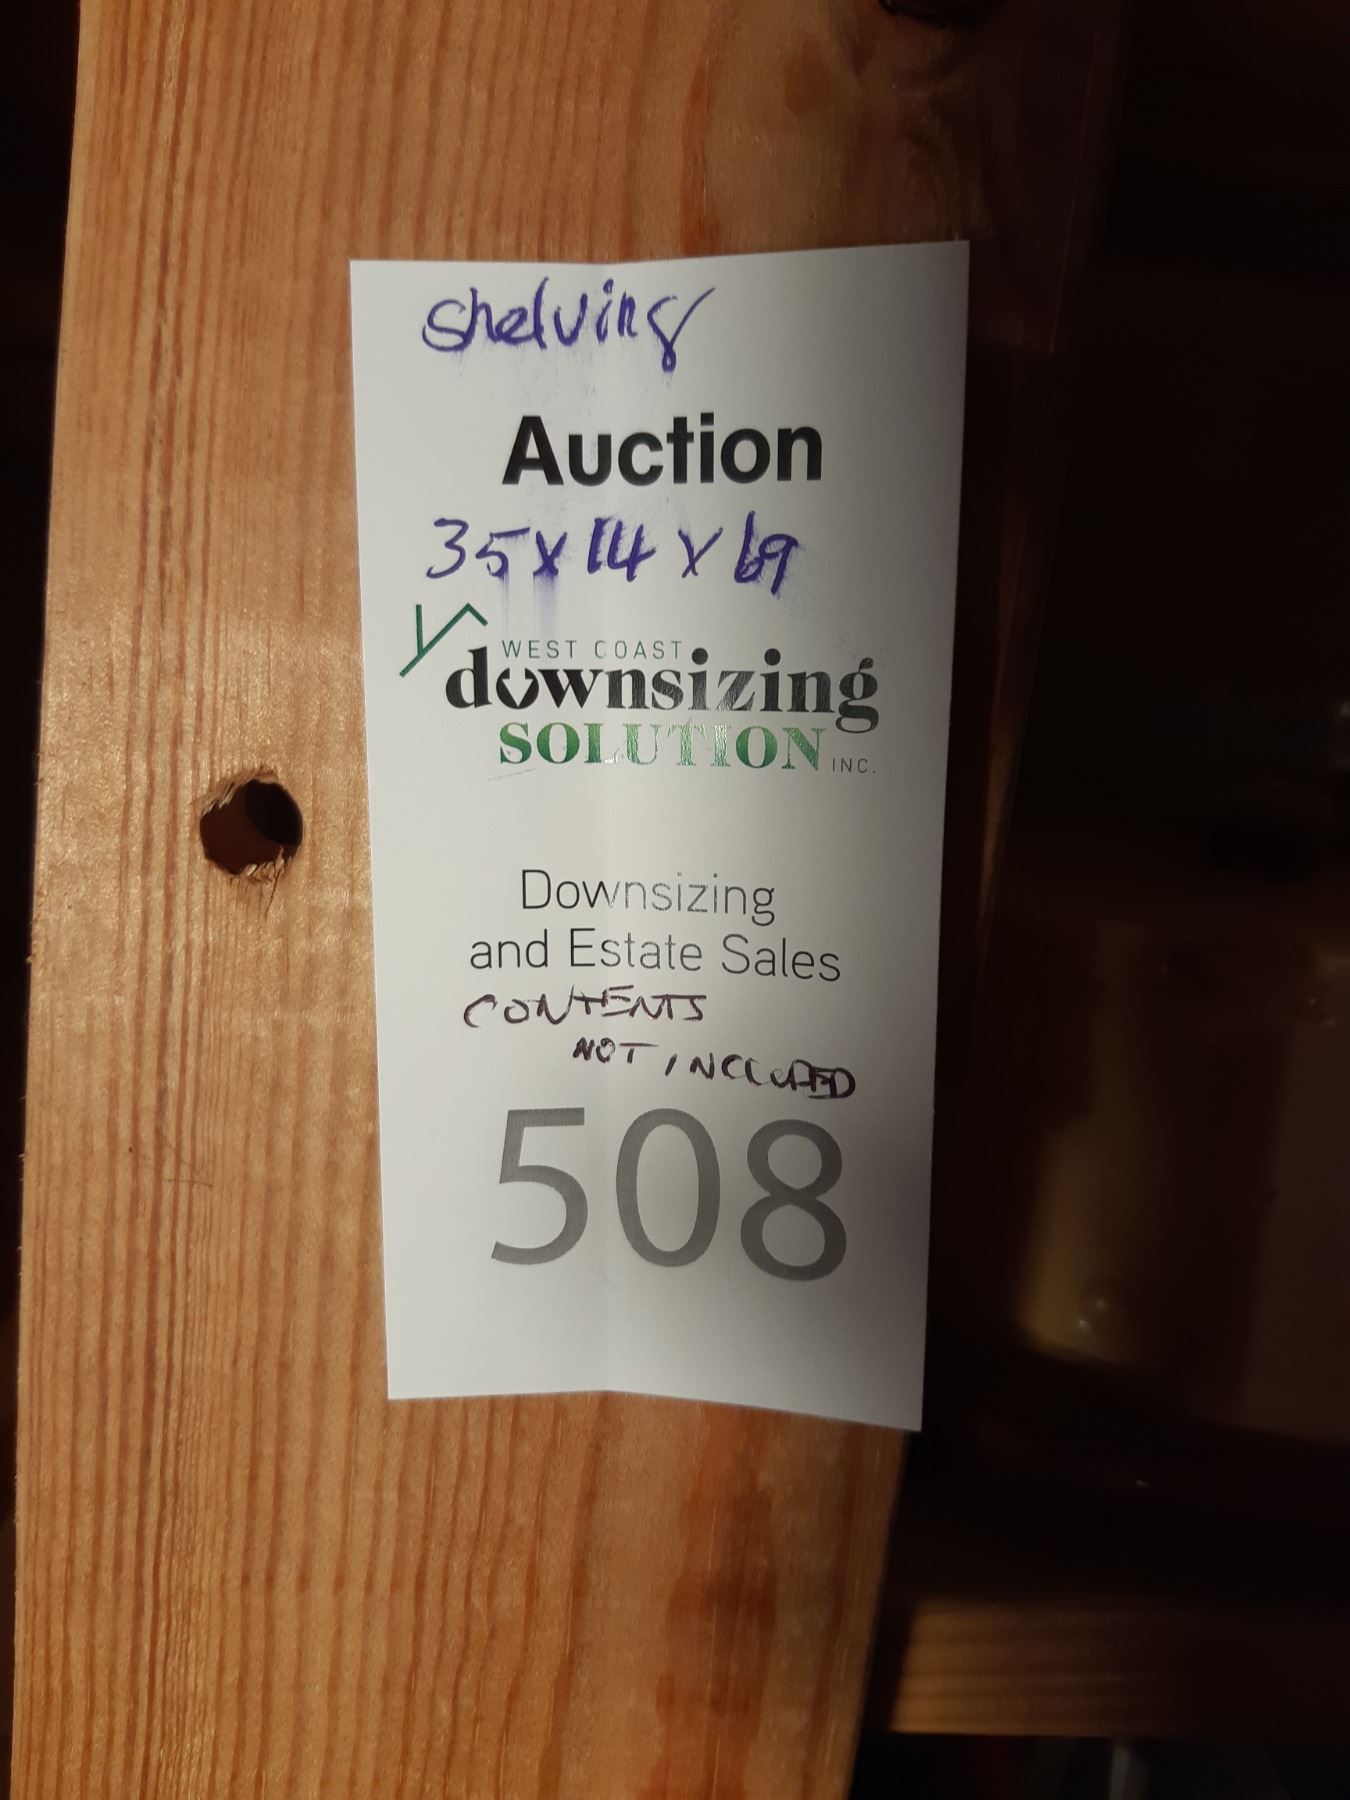 Shelving
Auction
35 x 14 x 69
WEST COAST
downsizing
SOLUTION INC.
Downsizing
and Estate Sales
CONTENTS
NOT INCLUDED
508